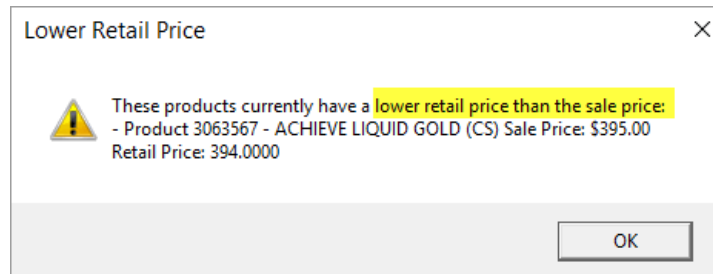 Lower Retail Price
These products currently have a lower retail price than the sale price:
- Product 3063567 - ACHIEVE LIQUID GOLD (CS) Sale Price: $395.00
Retail Price: 394.0000
OK